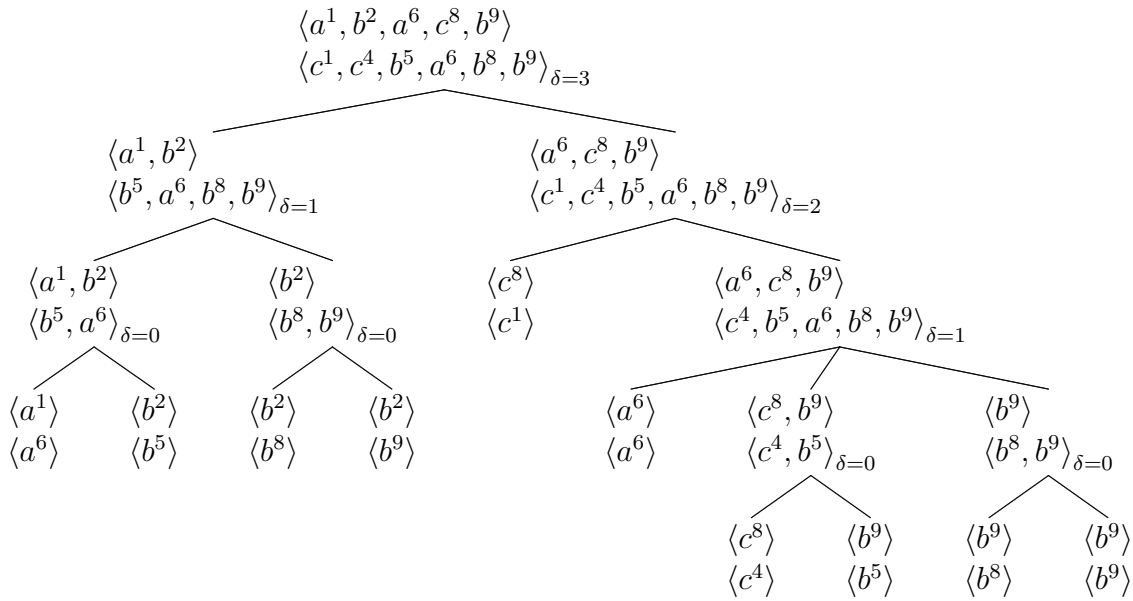 ⟨a¹, b², a⁶, c⁸, b⁹⟩
⟨c¹, c⁴, b⁵, a⁶, b⁸, b⁹⟩δ=3
⟨a¹, b²⟩ ⟨a⁶, c⁸, b⁹⟩
⟨b⁵, a⁶, b⁸, b⁹⟩δ=1 ⟨c¹, c⁴, b⁵, a⁶, b⁸, b⁹⟩δ=2
⟨a¹, b²⟩ ⟨b²⟩ ⟨c⁸⟩ ⟨a⁶, c⁸, b⁹⟩
⟨b⁵, a⁶⟩δ=0 ⟨b⁸, b⁹⟩δ=0 ⟨c¹⟩ ⟨c⁴, b⁵, a⁶, b⁸, b⁹⟩δ=1
⟨a¹⟩ ⟨b²⟩ ⟨b²⟩ ⟨b²⟩ ⟨a⁶⟩ ⟨c⁸, b⁹⟩ ⟨b⁹⟩
⟨a⁶⟩ ⟨b⁵⟩ ⟨b⁸⟩ ⟨b⁹⟩ ⟨a⁶⟩ ⟨c⁴, b⁵⟩δ=0 ⟨b⁸, b⁹⟩δ=0
⟨c⁸⟩ ⟨b⁹⟩ ⟨b⁹⟩ ⟨b⁹⟩
⟨c⁴⟩ ⟨b⁵⟩ ⟨b⁸⟩ ⟨b⁹⟩